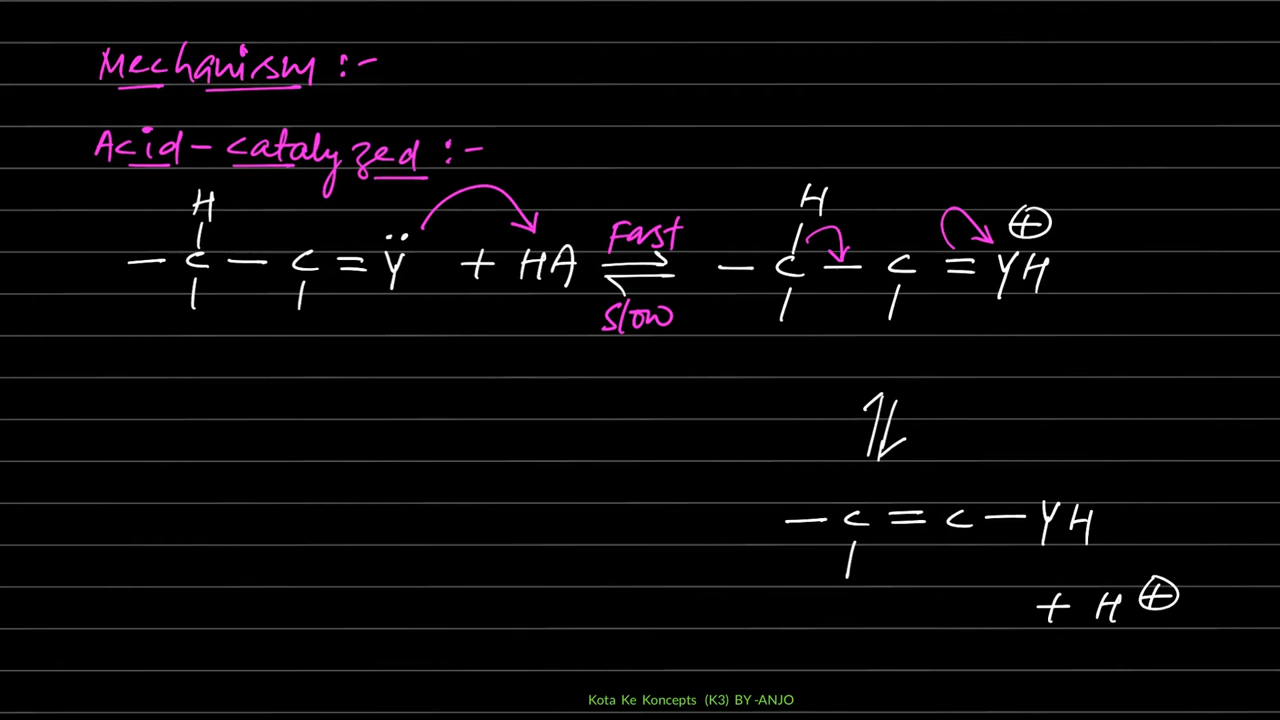 Mechanism :-
Acid-catalyzed :-
H
— C — C = Ÿ + HA ⇌ — C — C = YH
Fast
Slow
H
⊕
⇌
— C = C — YH
+ H⊕
Kota Ke Koncepts (K3) BY -ANJO